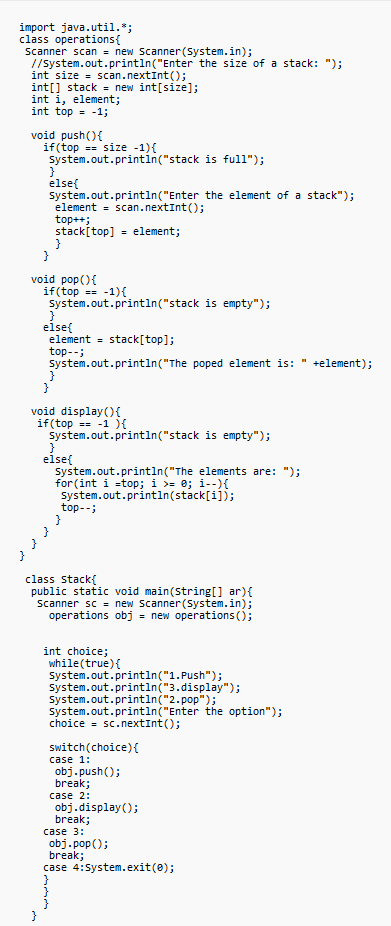 import java.util.*;
class operations{
Scanner scan = new Scanner(System.in);
//System.out.println("Enter the size of a stack: ");
int size = scan.nextInt();
int[] stack = new int[size];
int i, element;
int top = -1;
void push(){
if(top == size -1){
System.out.println("stack is full");
}
else{
System.out.println("Enter the element of a stack");
element = scan.nextInt();
top++;
stack[top] = element;
}
}
void pop(){
if(top == -1){
System.out.println("stack is empty");
}
else{
element = stack[top];
top--;
System.out.println("The poped element is: " +element);
}
}
void display(){
if(top == -1 ){
System.out.println("stack is empty");
}
else{
System.out.println("The elements are: ");
for(int i =top; i >= 0; i--){
System.out.println(stack[i]);
top--;
}
}
}
}
class Stack{
public static void main(String[] ar){
Scanner sc = new Scanner(System.in);
operations obj = new operations();
int choice;
while(true){
System.out.println("1.Push");
System.out.println("3.display");
System.out.println("2.pop");
System.out.println("Enter the option");
choice = sc.nextInt();
switch(choice){
case 1:
obj.push();
break;
case 2:
obj.display();
break;
case 3:
obj.pop();
break;
case 4:System.exit(0);
}
}
}
}